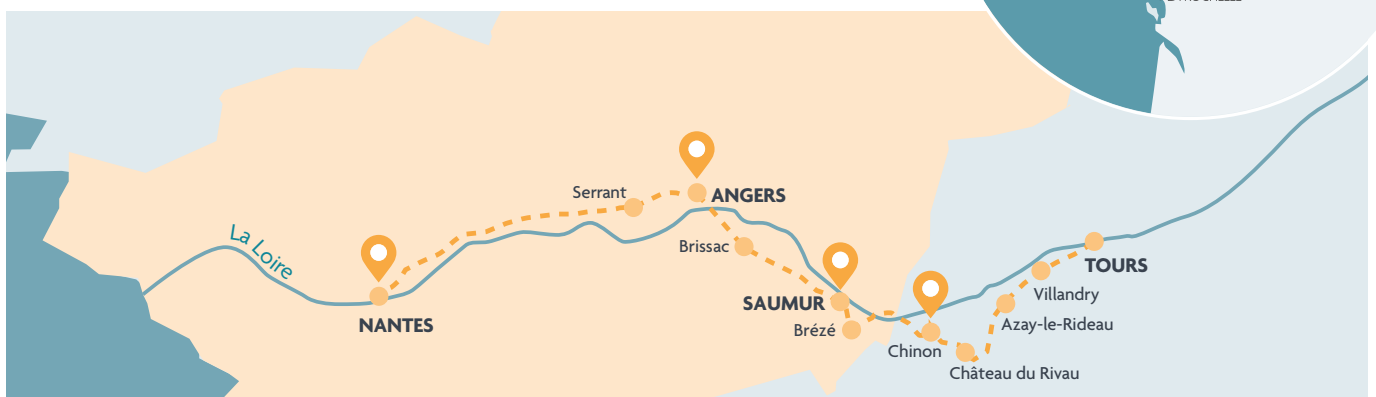 La Loire
NANTES
Serrant
ANGERS
Brissac
SAUMUR
Brézé
Chinon
Château du Rivau
Azay-le-Rideau
Villandry
TOURS